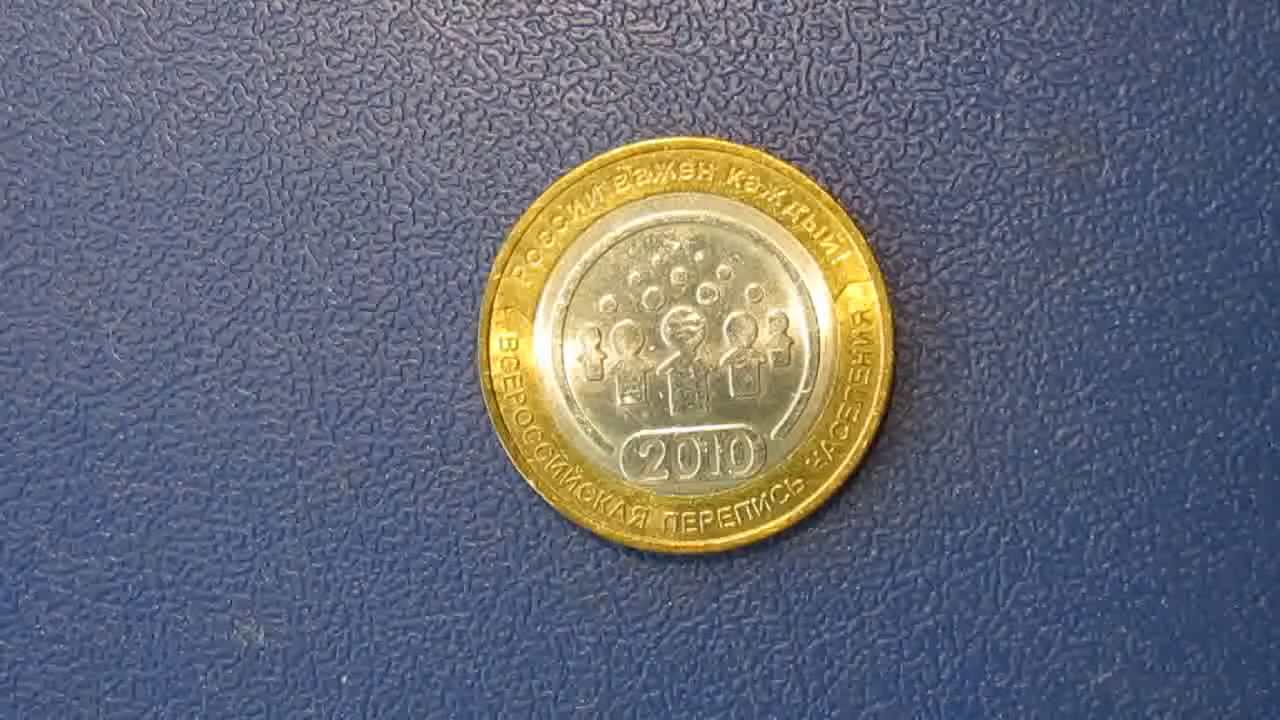 России важен каждый!
2010
ВСЕРОССИЙСКАЯ ПЕРЕПИСЬ НАСЕЛЕНИЯ